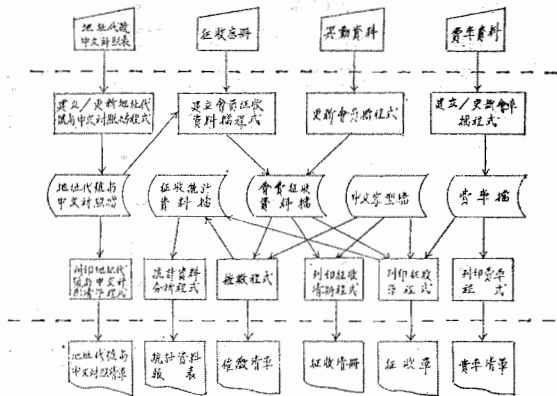 地址代號
中文對照表
征收底冊
異動資料
費率資料
建立/更新地址代
號與中文對照檔程式
建立會員征收
資料檔程式
更新會員檔程式
建立/更新會率
檔程式
地址代號與
中文對照檔
征收統計
資料檔
會費征收
資料檔
中文字型檔
費率檔
列印地址代
號與中文對
照清單程式
統計資料
分析程式
催繳程式
列印征收
清冊程式
列印征收
單程式
列印費率
程式
地址代號與
中文對照清單
統計資料
報表
催繳清單
征收清冊
征收單
費率清單